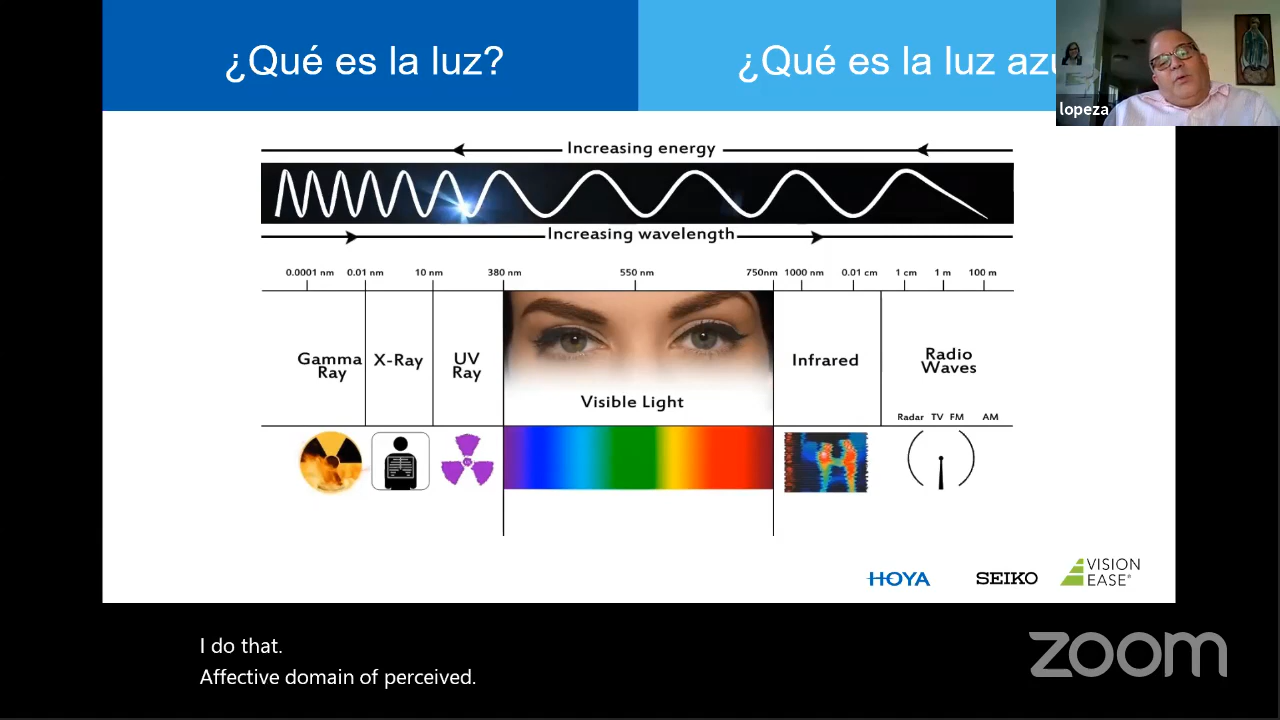 ¿Qué es la luz?
¿Qué es la luz azu
lopeza
Increasing energy
Increasing wavelength
0.0001 nm 0.01 nm 10 nm 380 nm 550 nm 750nm 1000 nm 0.01 cm 1 cm 1 m 100 m
Gamma
Ray
X-Ray
UV
Ray
Visible Light
Infrared
Radio
Waves
Radar TV FM AM
HOYA
SEIKO
VISION
EASE®
I do that.
Affective domain of perceived.
zoom